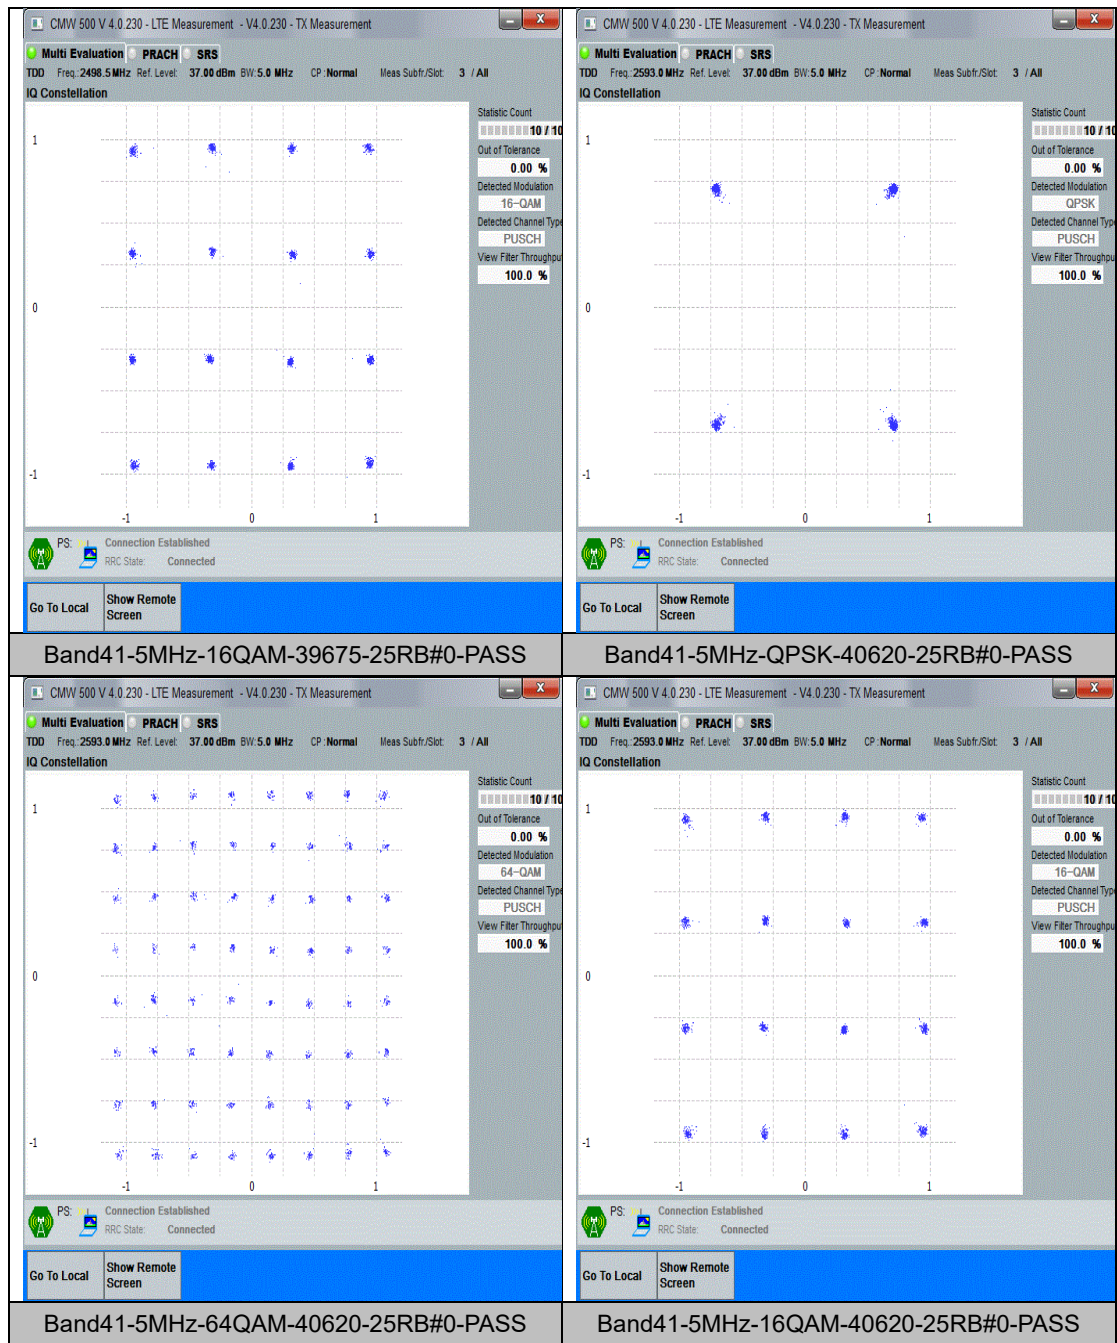 CMW 500 V 4.0.230 - LTE Measurement - V4.0.230 - TX Measurement
Multi Evaluation PRACH SRS
TDD Freq.:2498.5 MHz Ref. Level: 37.00 dBm BW:5.0 MHz CP:Normal Meas Subfr./Slot: 3 / All
IQ Constellation
Statistic Count
10 / 10
Out of Tolerance
0.00 %
Detected Modulation
16-QAM
Detected Channel Type
PUSCH
View Filter Throughput
100.0 %
1
0
-1
-1 0 1
PS: Connection Established
RRC State: Connected
Go To Local
Show Remote
Screen
Band41-5MHz-16QAM-39675-25RB#0-PASS
CMW 500 V 4.0.230 - LTE Measurement - V4.0.230 - TX Measurement
Multi Evaluation PRACH SRS
TDD Freq.:2593.0 MHz Ref. Level: 37.00 dBm BW:5.0 MHz CP:Normal Meas Subfr./Slot: 3 / All
IQ Constellation
Statistic Count
10 / 10
Out of Tolerance
0.00 %
Detected Modulation
QPSK
Detected Channel Type
PUSCH
View Filter Throughput
100.0 %
1
0
-1
-1 0 1
PS: Connection Established
RRC State: Connected
Go To Local
Show Remote
Screen
Band41-5MHz-QPSK-40620-25RB#0-PASS
CMW 500 V 4.0.230 - LTE Measurement - V4.0.230 - TX Measurement
Multi Evaluation PRACH SRS
TDD Freq.:2593.0 MHz Ref. Level: 37.00 dBm BW:5.0 MHz CP:Normal Meas Subfr./Slot: 3 / All
IQ Constellation
Statistic Count
10 / 10
Out of Tolerance
0.00 %
Detected Modulation
64-QAM
Detected Channel Type
PUSCH
View Filter Throughput
100.0 %
1
0
-1
-1 0 1
PS: Connection Established
RRC State: Connected
Go To Local
Show Remote
Screen
Band41-5MHz-64QAM-40620-25RB#0-PASS
CMW 500 V 4.0.230 - LTE Measurement - V4.0.230 - TX Measurement
Multi Evaluation PRACH SRS
TDD Freq.:2593.0 MHz Ref. Level: 37.00 dBm BW:5.0 MHz CP:Normal Meas Subfr./Slot: 3 / All
IQ Constellation
Statistic Count
10 / 10
Out of Tolerance
0.00 %
Detected Modulation
16-QAM
Detected Channel Type
PUSCH
View Filter Throughput
100.0 %
1
0
-1
-1 0 1
PS: Connection Established
RRC State: Connected
Go To Local
Show Remote
Screen
Band41-5MHz-16QAM-40620-25RB#0-PASS